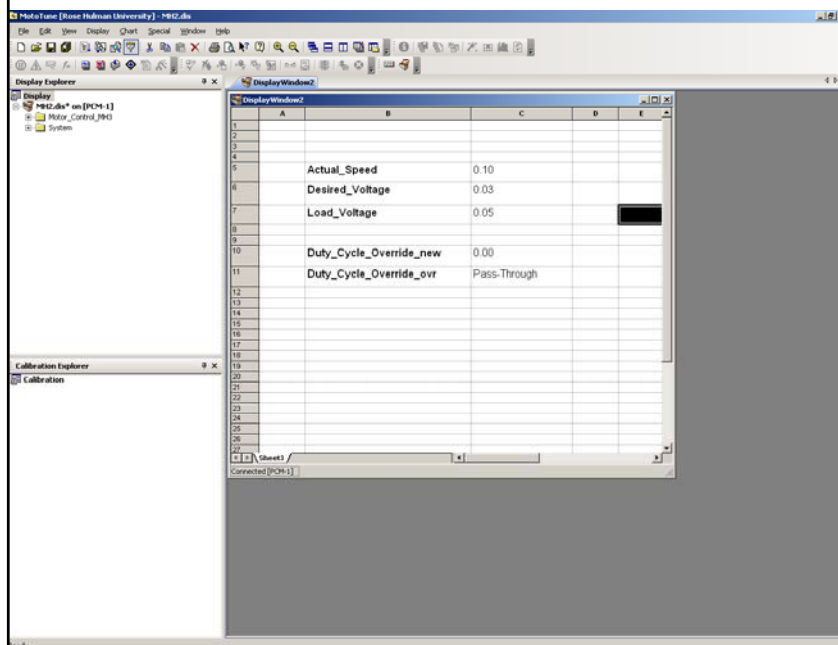 MotoTune [Rose Hulman University] - MH2.dis
File Edit View Display Chart Special Window Help
Display Explorer
DisplayWindow2
Display
MH2.dis* on [PCM-1]
Motor_Control_MH3
System
DisplayWindow2
A B C D E
1
2
3
4
5 Actual_Speed 0.10
6 Desired_Voltage 0.03
7 Load_Voltage 0.05
8
9
10 Duty_Cycle_Override_new 0.00
11 Duty_Cycle_Override_ovr Pass-Through
12
13
14
15
16
17
18
19
20
21
22
23
24
25
26
27
Sheet1
Connected [PCM-1]
Calibration Explorer
Calibration